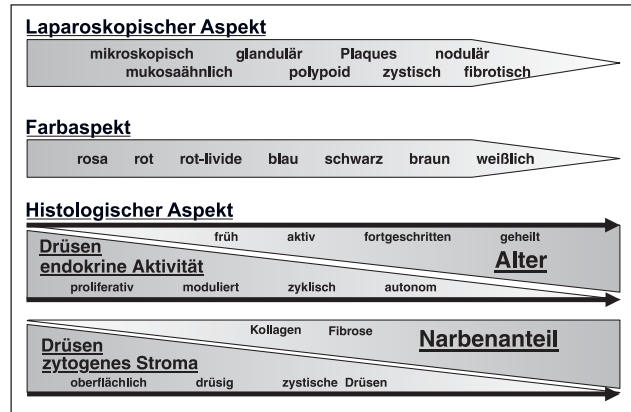 Laparoskopischer Aspekt
mikroskopisch glandulär Plaques nodulär
mukosaähnlich polypoid zystisch fibrotisch
Farbaspekt
rosa rot rot-livide blau schwarz braun weißlich
Histologischer Aspekt
früh aktiv fortgeschritten geheilt
Drüsen
endokrine Aktivität
Alter
proliferativ moduliert zyklisch autonom
Kollagen Fibrose
Narbenanteil
Drüsen
zytogenes Stroma
oberflächlich drüsig zystische Drüsen